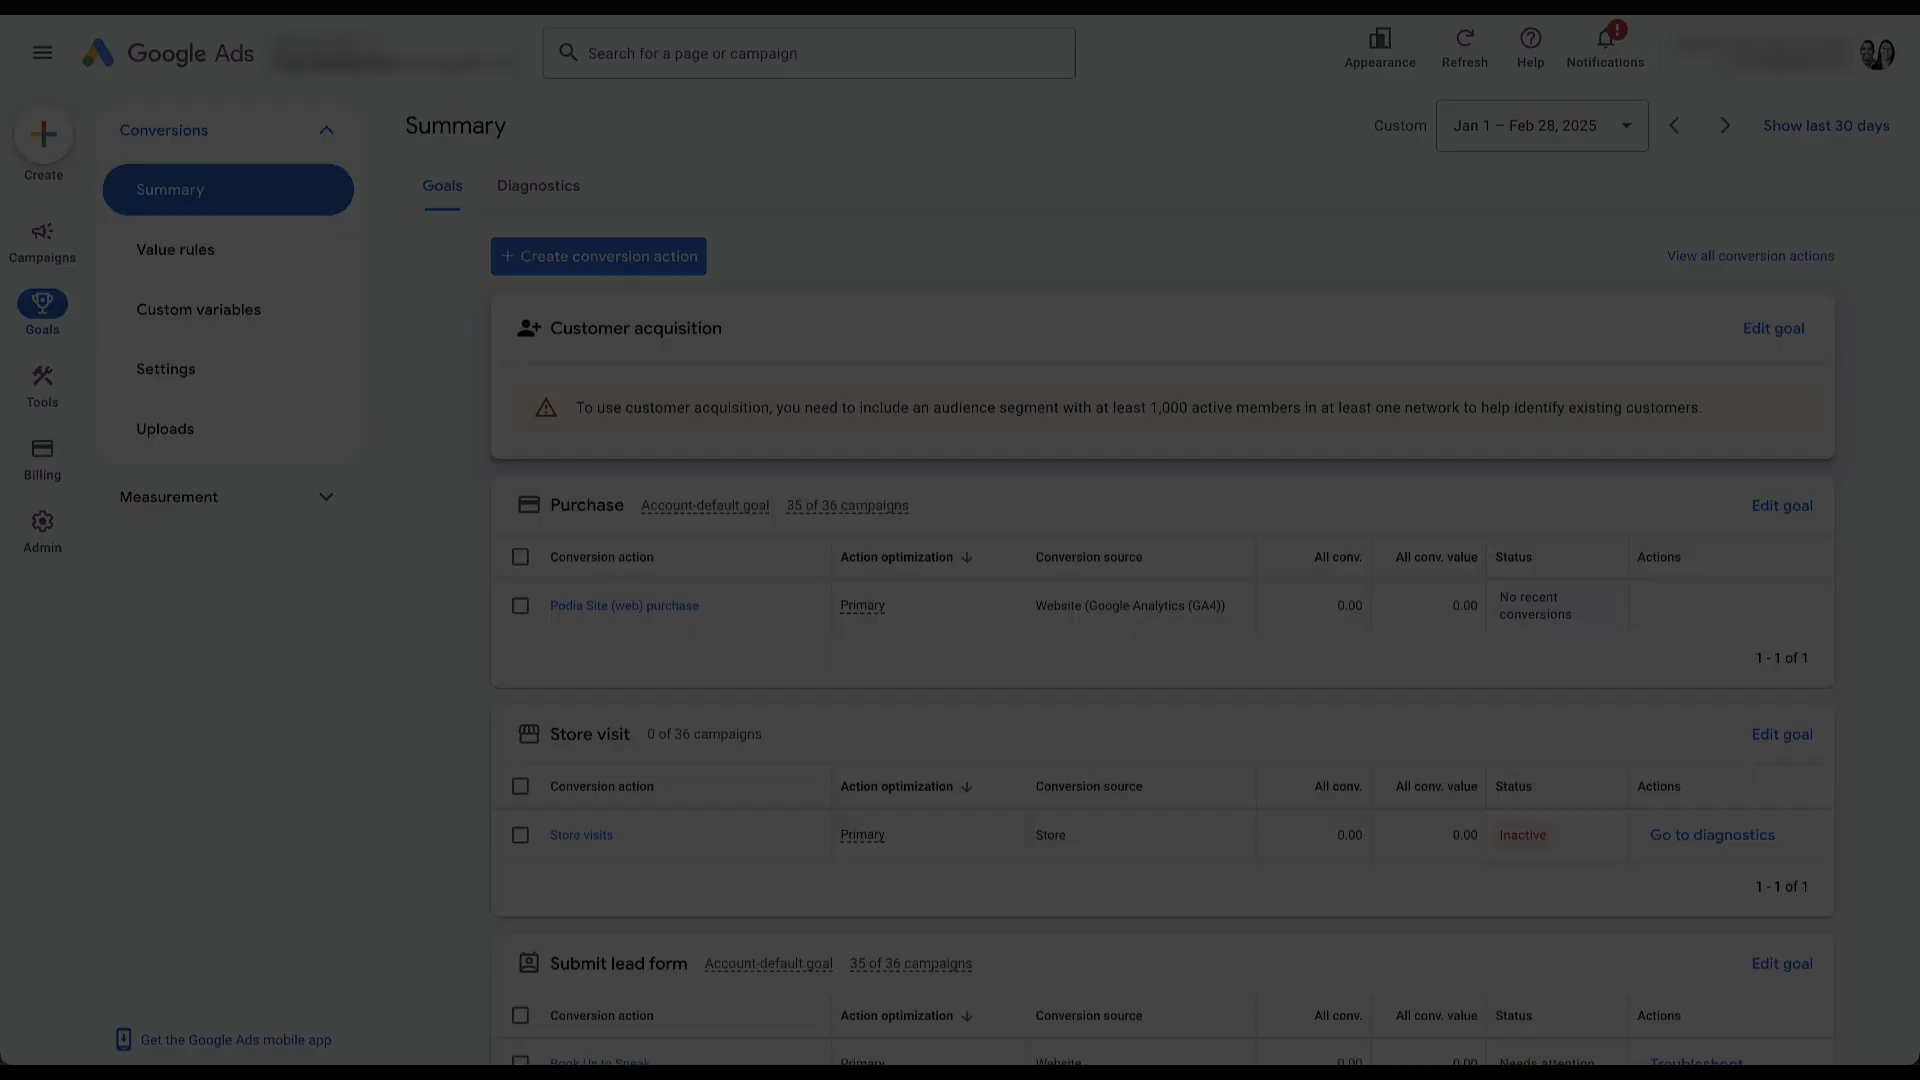 Google Ads
Search for a page or campaign
Appearance
Refresh
Help
Notifications
Create
Campaigns
Goals
Tools
Billing
Admin
Conversions
Summary
Value rules
Custom variables
Settings
Uploads
Measurement
Get the Google Ads mobile app
Summary
Custom
Jan 1 – Feb 28, 2025
Show last 30 days
Goals
Diagnostics
+ Create conversion action
View all conversion actions
Customer acquisition
Edit goal
To use customer acquisition, you need to include an audience segment with at least 1,000 active members in at least one network to help identify existing customers.
Purchase Account-default goal 35 of 36 campaigns
Edit goal
Conversion action Action optimization Conversion source All conv. All conv. value Status Actions
Podia Site (web) purchase Primary Website (Google Analytics (GA4)) 0.00 0.00 No recent
conversions
1 - 1 of 1
Store visit 0 of 36 campaigns
Edit goal
Conversion action Action optimization Conversion source All conv. All conv. value Status Actions
Store visits Primary Store 0.00 0.00 Inactive Go to diagnostics
1 - 1 of 1
Submit lead form Account-default goal 35 of 36 campaigns
Edit goal
Conversion action Action optimization Conversion source All conv. All conv. value Status Actions
Book Us to Speak Primary Website 0.00 0.00 Needs attention Troubleshoot